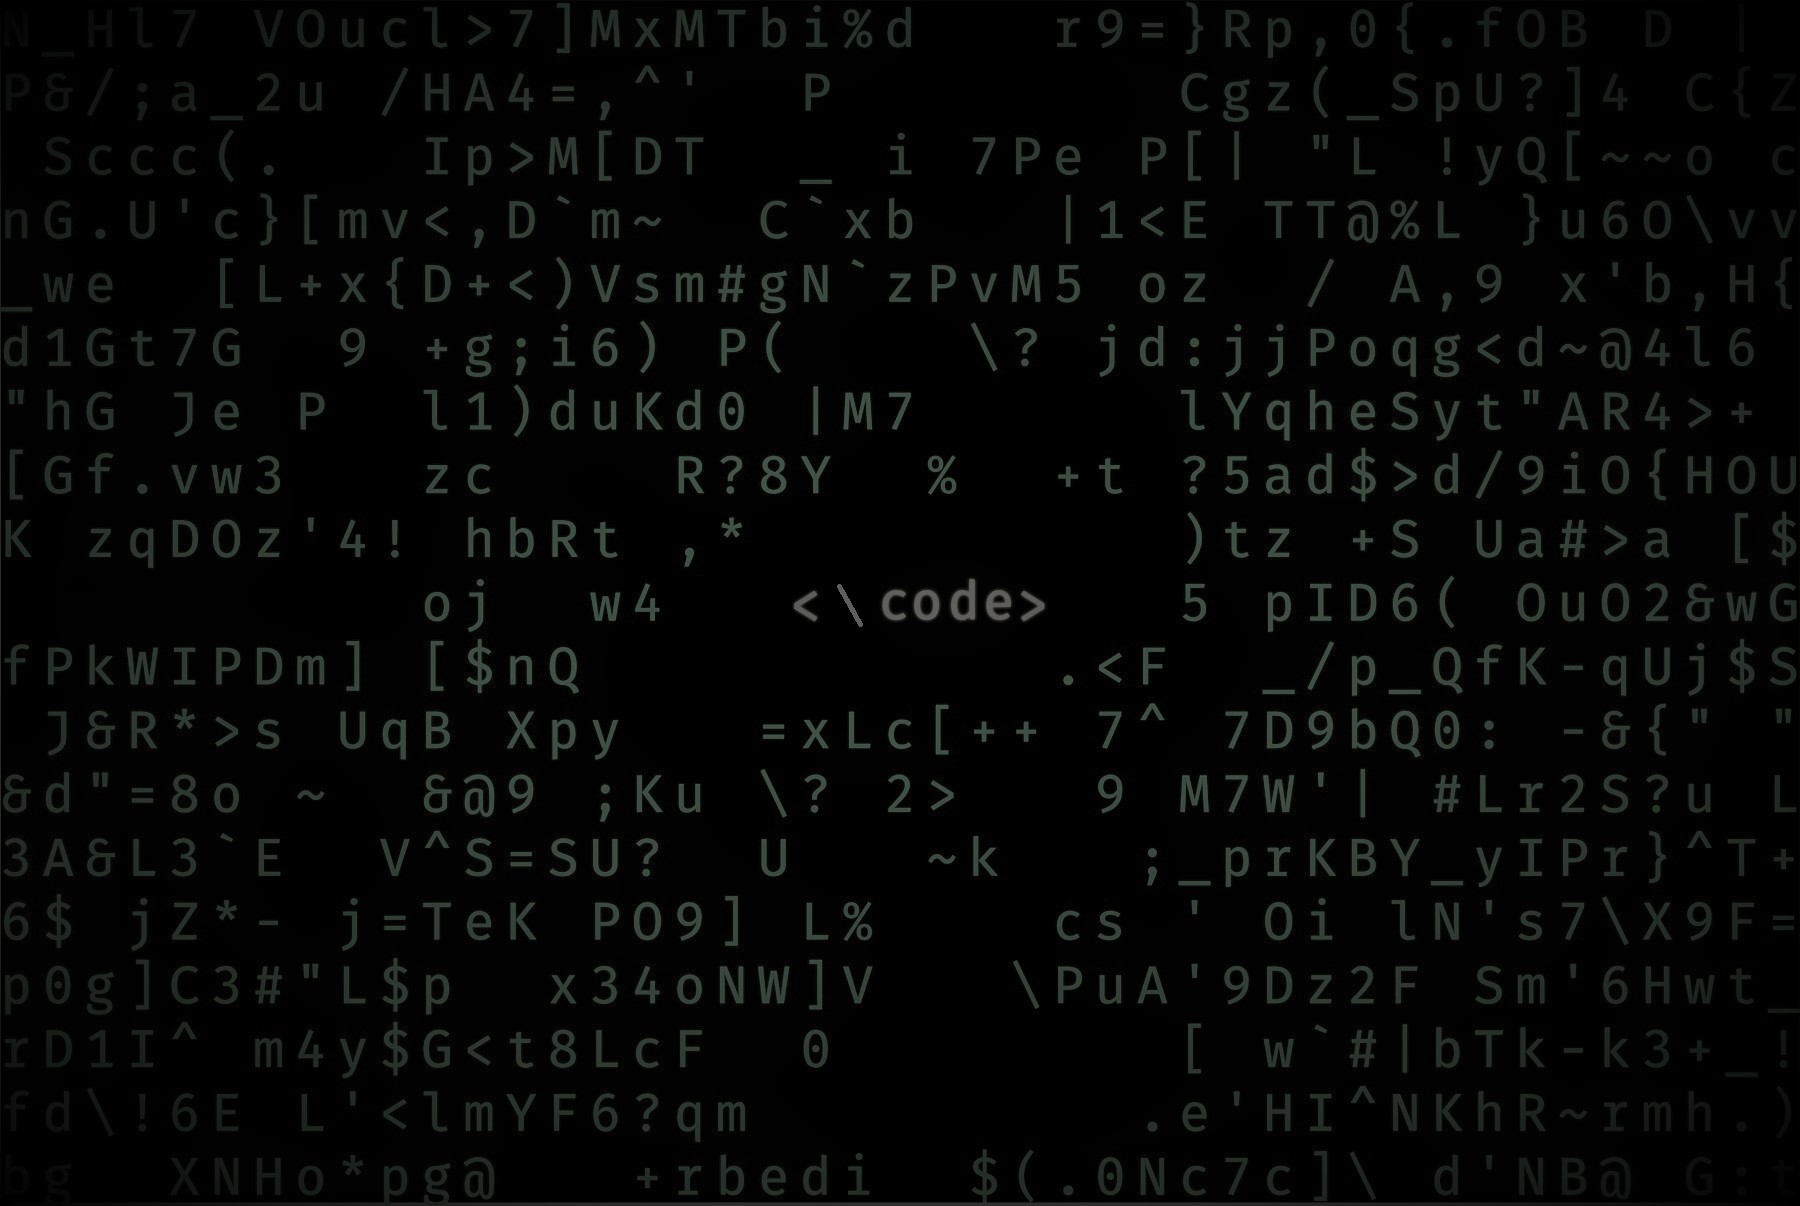 N_Hl7 VOucl>7]MxMTbi%d   r9=}Rp,0{.fOB D |
P&/;a_2u /HA4=,^'  P        Cgz(_SpU?]4 C{Z
 Sccc(.   Ip>M[DT  _ i 7Pe P[| "L !yQ[~~o c
nG.U'c}[mv<,D`m~  C`xb   |1<E TT@%L }u6O\vv
_we  [L+x{D+<)Vsm#gN`zPvM5 oz  / A,9 x'b,H{
d1Gt7G  9 +g;i6) P(    \? jd:jjPoqg<d~@4l6
"hG Je P  l1)duKd0 |M7      lYqheSyt"AR4>+
[Gf.vw3   zc    R?8Y  %  +t ?5ad$>d/9iO{HOU
K zqDOz'4! hbRt ,*          )tz +S Ua#>a [$
          oj  w4   <\code>   5 pID6( OuO2&wG
fPkWIPDm] [$nQ           .<F  _/p_QfK-qUj$S
 J&R*>s UqB Xpy   =xLc[++ 7^ 7D9bQ0: -&{" "
&d"=8o ~  &@9 ;Ku \? 2>   9 M7W'| #Lr2S?u L
3A&L3`E  V^S=SU?  U   ~k   ;_prKBY_yIPr}^T+
6$ jZ*- j=TeK PO9] L%    cs ' Oi lN's7\X9F=
p0g]C3#"L$p  x34oNW]V   \PuA'9Dz2F Sm'6Hwt_
rD1I^ m4y$G<t8LcF  0        [ w`#|bTk-k3+_!
fd\!6E L'<lmYF6?qm         .e'HI^NKhR~rmh.)
bg  XNHo*pg@   +rbedi  $(.0Nc7c]\ d'NB@ G:t